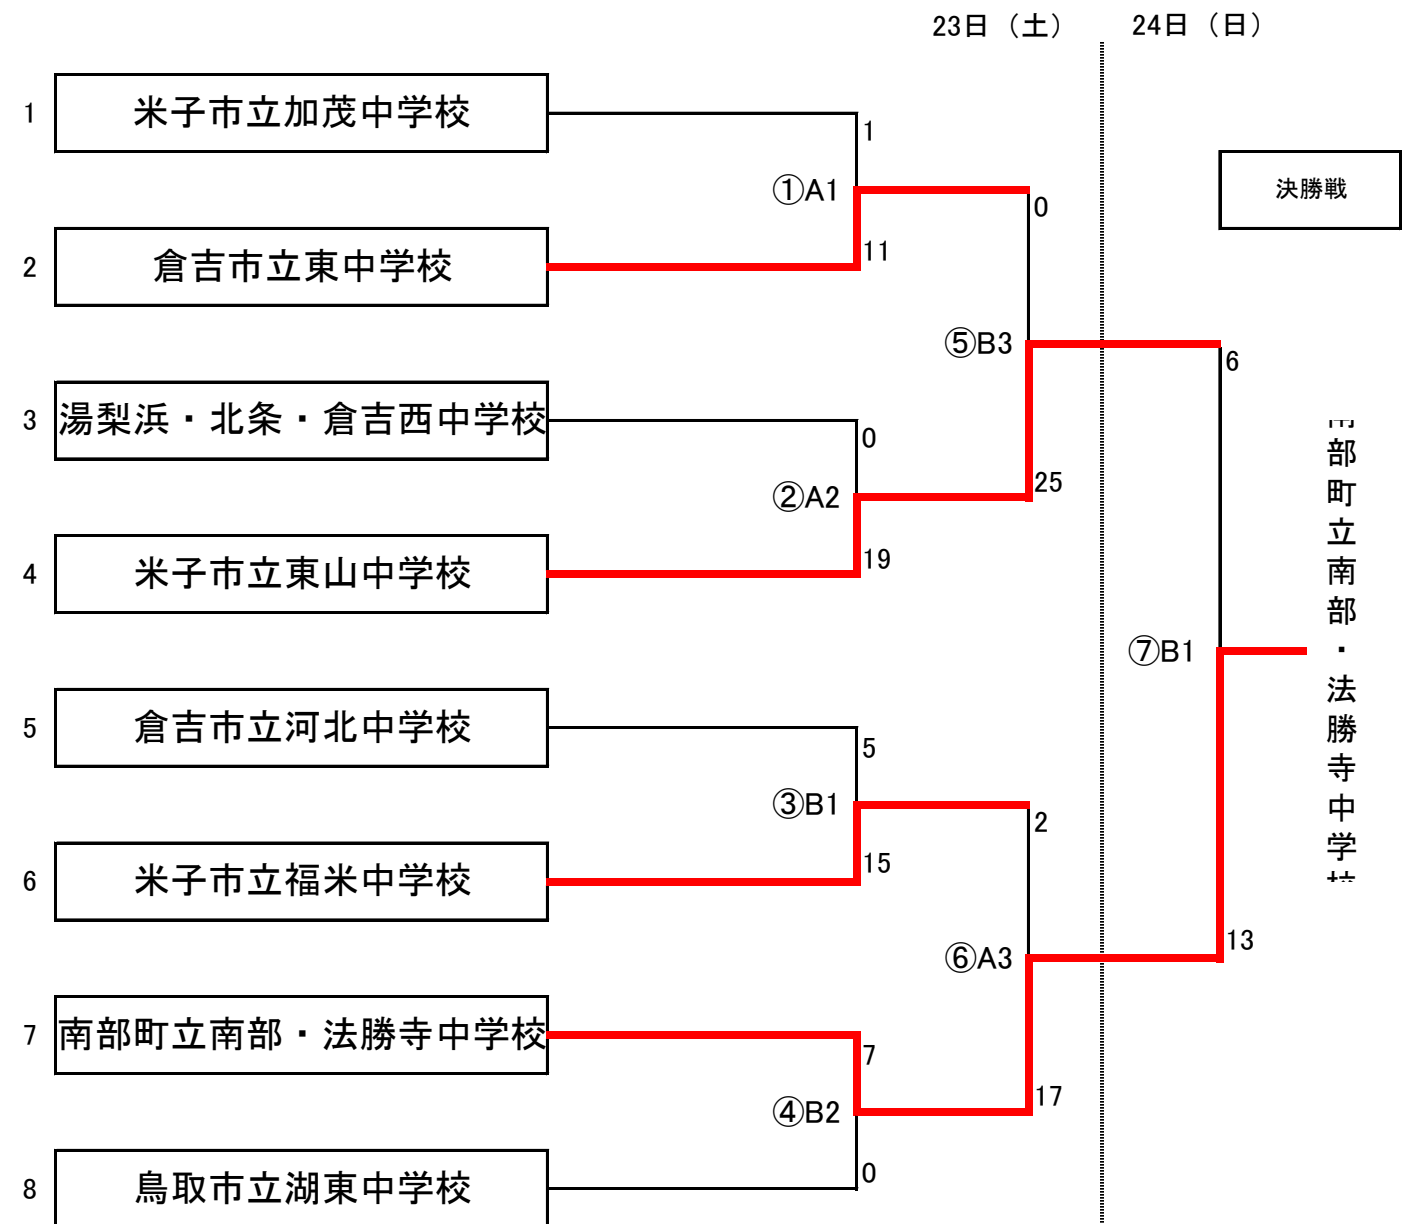 23日（土）
24日（日）
1
米子市立加茂中学校
1
①A1
0
決勝戦
2
倉吉市立東中学校
11
⑤B3
6
3
湯梨浜・北条・倉吉西中学校
0
②A2
25
4
米子市立東山中学校
19
⑦B1
南部町立南部・法勝寺中学校
5
倉吉市立河北中学校
5
③B1
2
6
米子市立福米中学校
15
⑥A3
13
7
南部町立南部・法勝寺中学校
7
④B2
17
8
鳥取市立湖東中学校
0